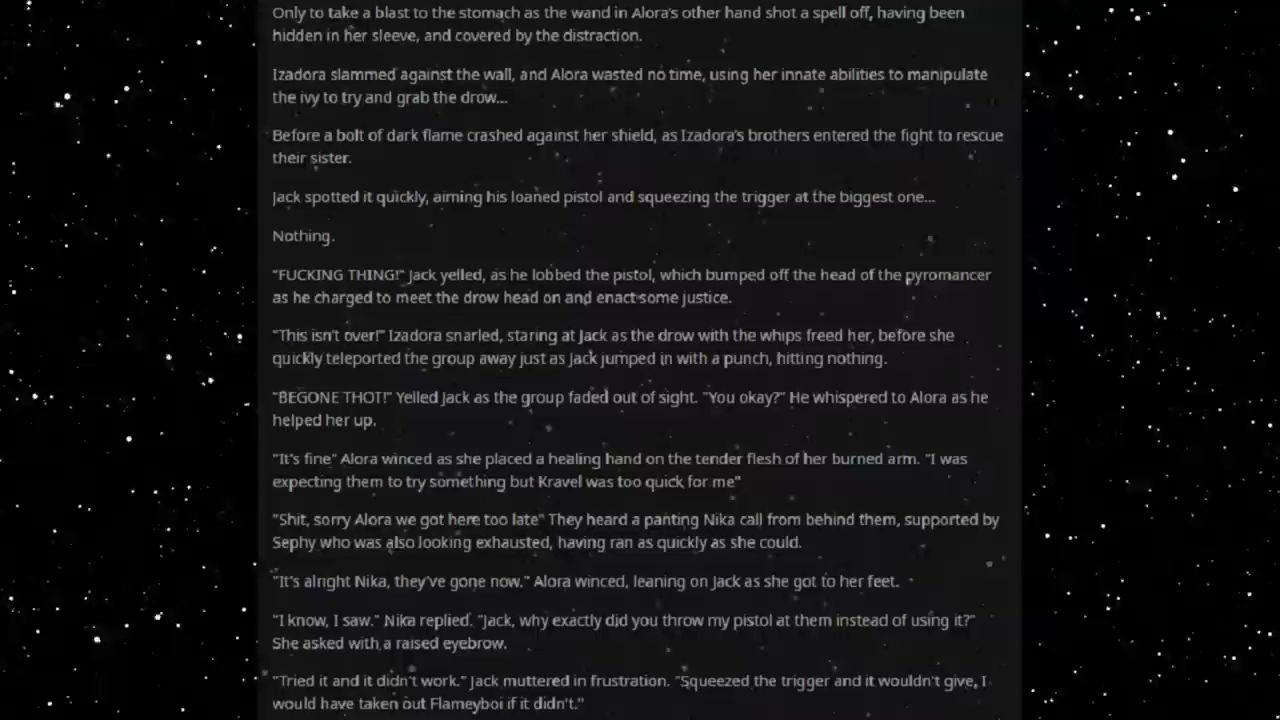 Only to take a blast to the stomach as the wand in Alora's other hand shot a spell off, having been
hidden in her sleeve, and covered by the distraction.
Izadora slammed against the wall, and Alora wasted no time, using her innate abilities to manipulate
the ivy to try and grab the drow...
Before a bolt of dark flame crashed against her shield, as Izadora's brothers entered the fight to rescue
their sister.
Jack spotted it quickly, aiming his loaned pistol and squeezing the trigger at the biggest one...
Nothing.
"FUCKING THING!" Jack yelled, as he lobbed the pistol, which bumped off the head of the pyromancer
as he charged to meet the drow head on and enact some justice.
"This isn't over!" Izadora snarled, staring at Jack as the drow with the whips freed her, before she
quickly teleported the group away just as Jack jumped in with a punch, hitting nothing.
"BEGONE THOT!" Yelled Jack as the group faded out of sight. "You okay?" He whispered to Alora as he
helped her up.
"It's fine" Alora winced as she placed a healing hand on the tender flesh of her burned arm. "I was
expecting them to try something but Kravel was too quick for me"
"Shit, sorry Alora we got here too late" They heard a panting Nika call from behind them, supported by
Sephy who was also looking exhausted, having ran as quickly as she could.
"It's alright Nika, they've gone now." Alora winced, leaning on Jack as she got to her feet.
"I know, I saw." Nika replied. "Jack, why exactly did you throw my pistol at them instead of using it?"
She asked with a raised eyebrow.
"Tried it and it didn't work." Jack muttered in frustration. "Squeezed the trigger and it wouldn't give, I
would have taken out Flameyboi if it didn't."